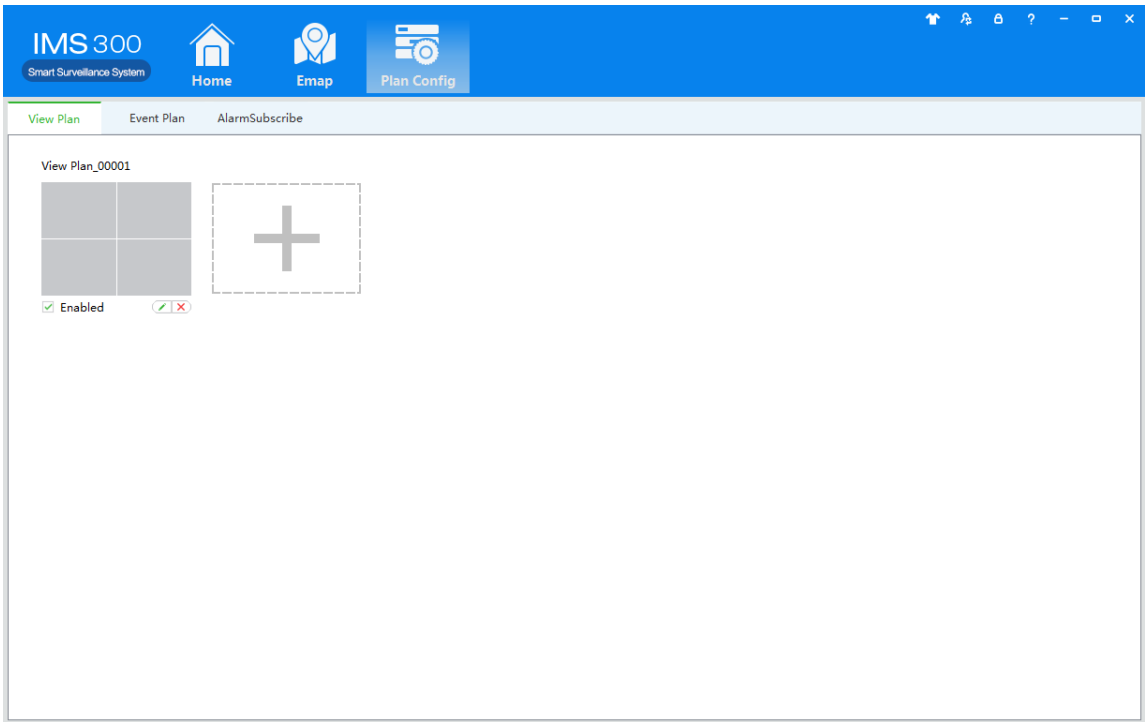 IMS 300
Smart Surveillance System
Home
Emap
Plan Config
?
View Plan
Event Plan
AlarmSubscribe
View Plan_00001
Enabled